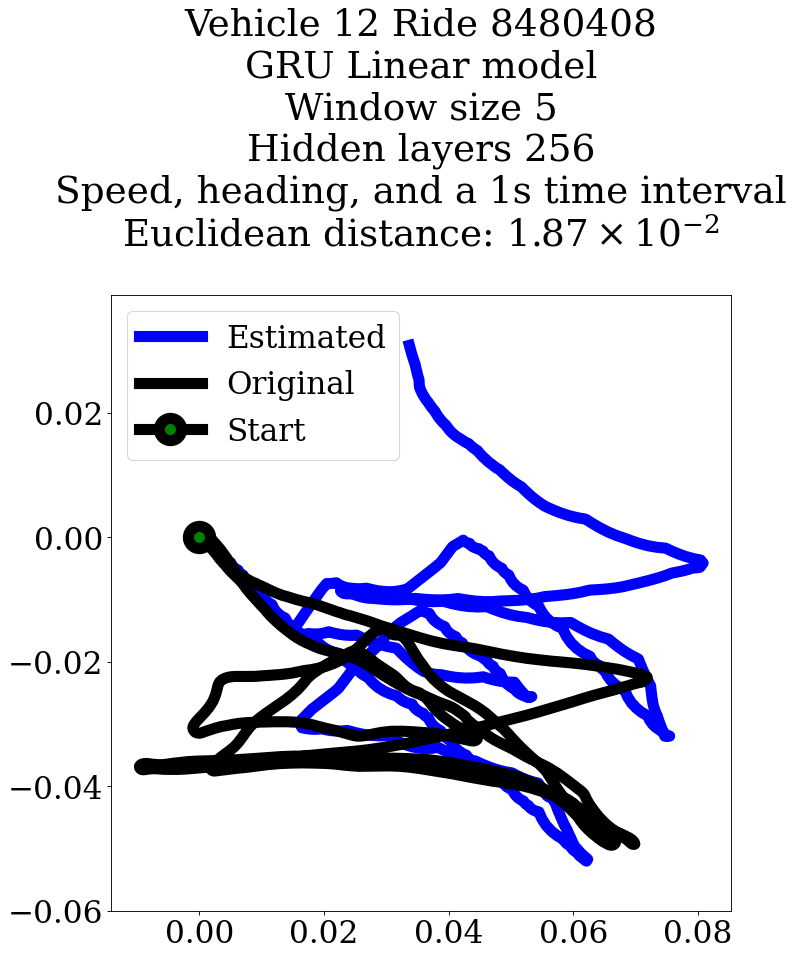 Vehicle 12 Ride 8480408
GRU Linear model
Window size 5
Hidden layers 256
Speed, heading, and a 1s time interval
Euclidean distance: 1.87 × 10⁻²
Estimated
Original
Start
0.02
0.00
−0.02
−0.04
−0.06
0.00 0.02 0.04 0.06 0.08